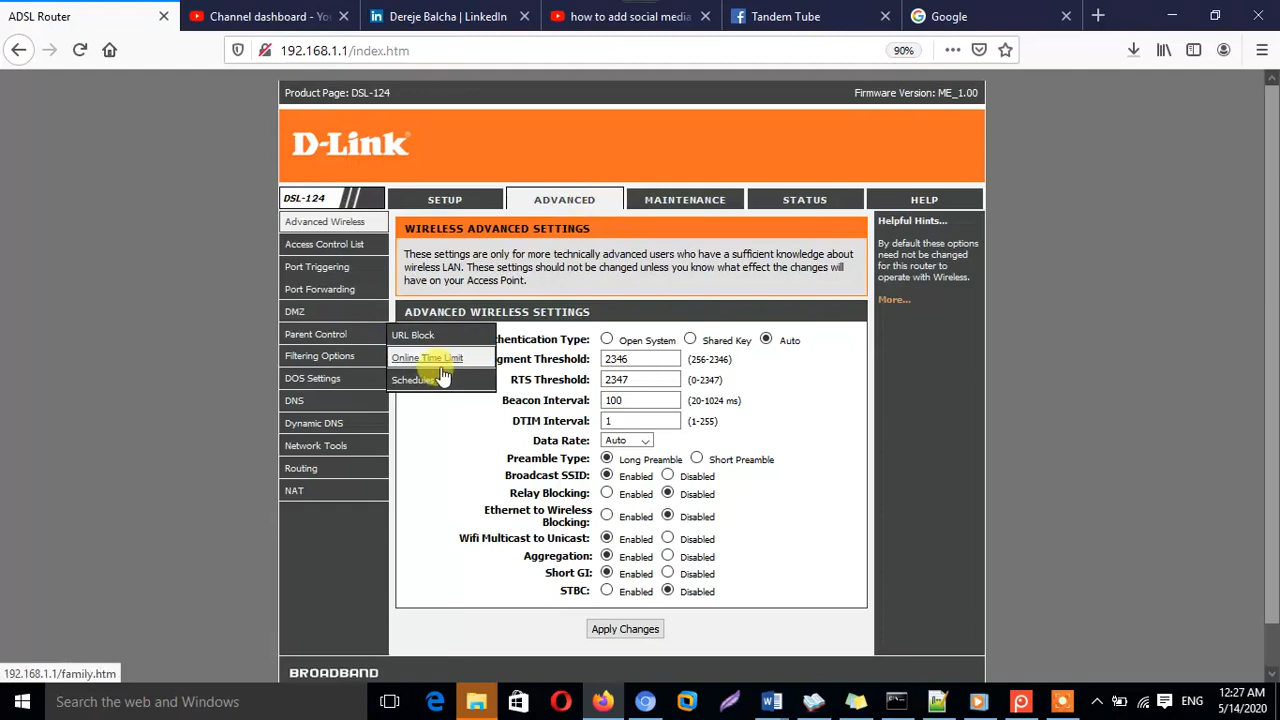 ADSL Router
Channel dashboard - Yo
Dereje Balcha | LinkedIn
how to add social media
Tandem Tube
Google
192.168.1.1/index.htm
90%
Product Page: DSL-124
Firmware Version: ME_1.00
D-Link
DSL-124
SETUP
ADVANCED
MAINTENANCE
STATUS
HELP
Advanced Wireless
Access Control List
Port Triggering
Port Forwarding
DMZ
Parent Control
Filtering Options
DOS Settings
DNS
Dynamic DNS
Network Tools
Routing
NAT
URL Block
Online Time Limit
Schedules
WIRELESS ADVANCED SETTINGS
These settings are only for more technically advanced users who have a sufficient knowledge about
wireless LAN. These settings should not be changed unless you know what effect the changes will
have on your Access Point.
ADVANCED WIRELESS SETTINGS
thentication Type: Open System Shared Key Auto
gment Threshold: 2346 (256-2346)
RTS Threshold: 2347 (0-2347)
Beacon Interval: 100 (20-1024 ms)
DTIM Interval: 1 (1-255)
Data Rate: Auto
Preamble Type: Long Preamble Short Preamble
Broadcast SSID: Enabled Disabled
Relay Blocking: Enabled Disabled
Ethernet to Wireless
Blocking: Enabled Disabled
Wifi Multicast to Unicast: Enabled Disabled
Aggregation: Enabled Disabled
Short GI: Enabled Disabled
STBC: Enabled Disabled
Apply Changes
Helpful Hints...
By default these options
need not be changed
for this router to
operate with Wireless.
More...
BROADBAND
192.168.1.1/family.htm
Search the web and Windows
ENG
12:27 AM
5/14/2020